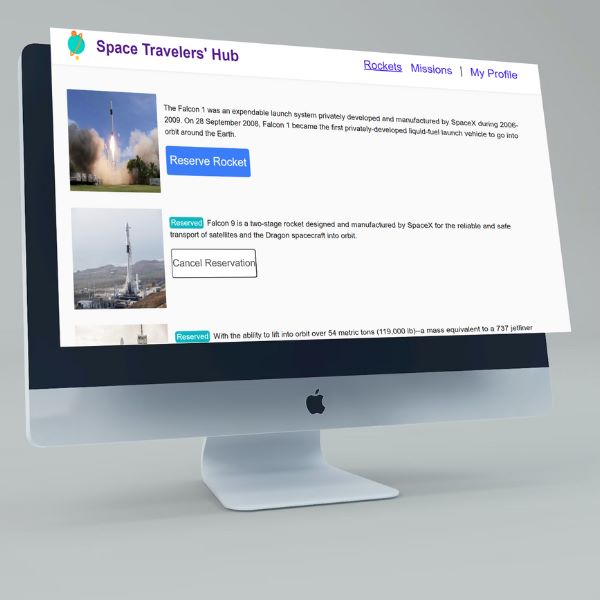 Space Travelers' Hub
Rockets Missions | My Profile
The Falcon 1 was an expendable launch system privately developed and manufactured by SpaceX during 2006-
2009. On 28 September 2008, Falcon 1 became the first privately-developed liquid-fuel launch vehicle to go into
orbit around the Earth.
Reserve Rocket
Reserved Falcon 9 is a two-stage rocket designed and manufactured by SpaceX for the reliable and safe
transport of satellites and the Dragon spacecraft into orbit.
Cancel Reservation
Reserved With the ability to lift into orbit over 54 metric tons (119,000 lb)--a mass equivalent to a 737 jetliner